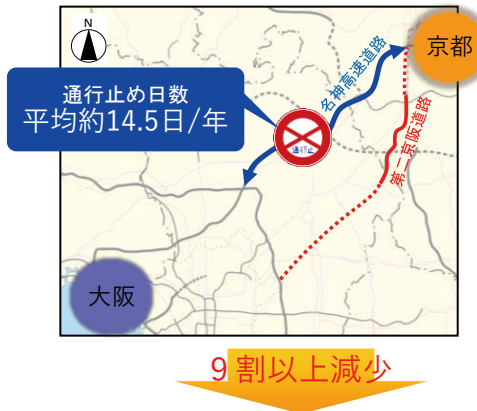 N
京都
名神高速道路
通行止め日数
平均約14.5日/年
通行止
第二京阪道路
大阪
9割以上減少